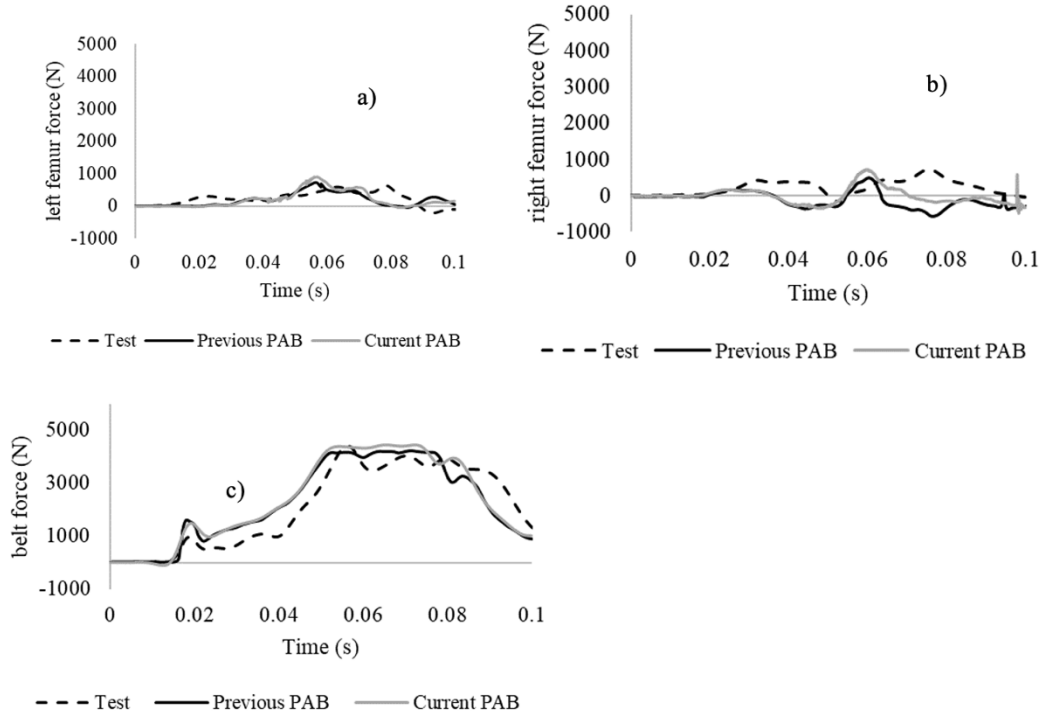 5000
4000
3000
2000
1000
0
-1000
left femur force (N)
a)
0 0.02 0.04 0.06 0.08 0.1
Time (s)
Test Previous PAB Current PAB
5000
4000
3000
2000
1000
0
-1000
right femur force (N)
b)
0 0.02 0.04 0.06 0.08 0.1
Time (s)
Test Previous PAB Current PAB
5000
3000
1000
-1000
belt force (N)
c)
0 0.02 0.04 0.06 0.08 0.1
Time (s)
Test Previous PAB Current PAB